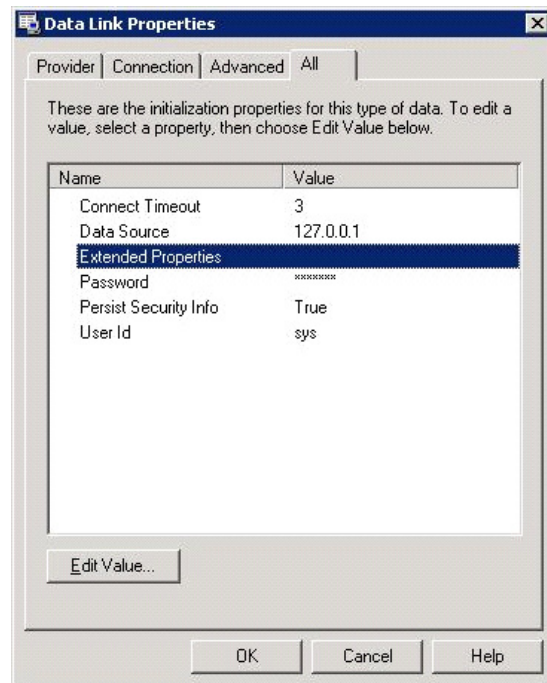 Data Link Properties
Provider Connection Advanced All
These are the initialization properties for this type of data. To edit a
value, select a property, then choose Edit Value below.
Name Value
Connect Timeout 3
Data Source 127.0.0.1
Extended Properties
Password *******
Persist Security Info True
User Id sys
Edit Value...
OK Cancel Help